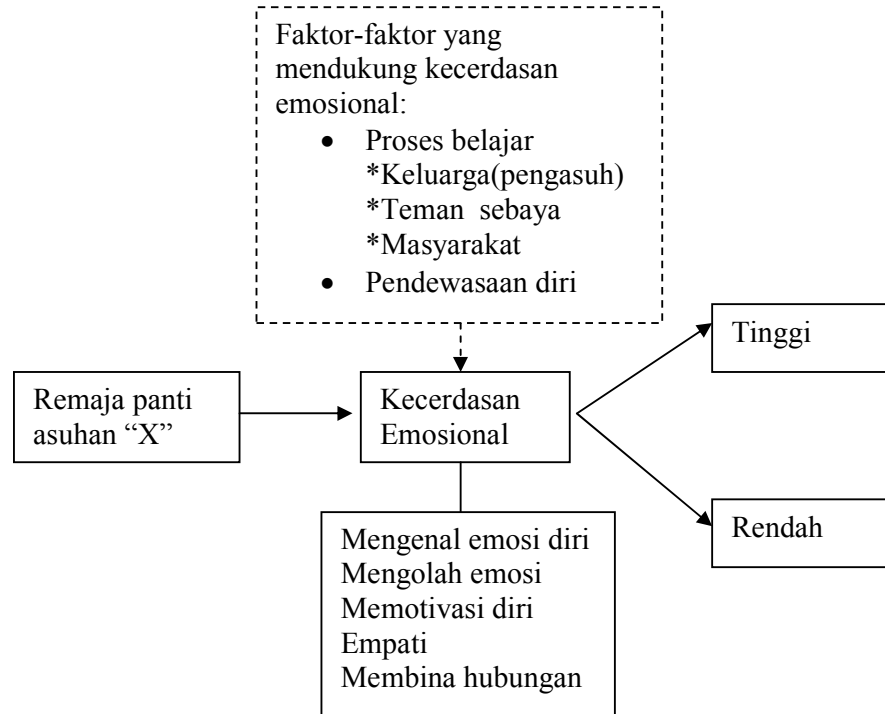 Faktor-faktor yang
mendukung kecerdasan
emosional:
• Proses belajar
*Keluarga(pengasuh)
*Teman sebaya
*Masyarakat
• Pendewasaan diri
Tinggi
Remaja panti
asuhan “X”
Kecerdasan
Emosional
Rendah
Mengenal emosi diri
Mengolah emosi
Memotivasi diri
Empati
Membina hubungan